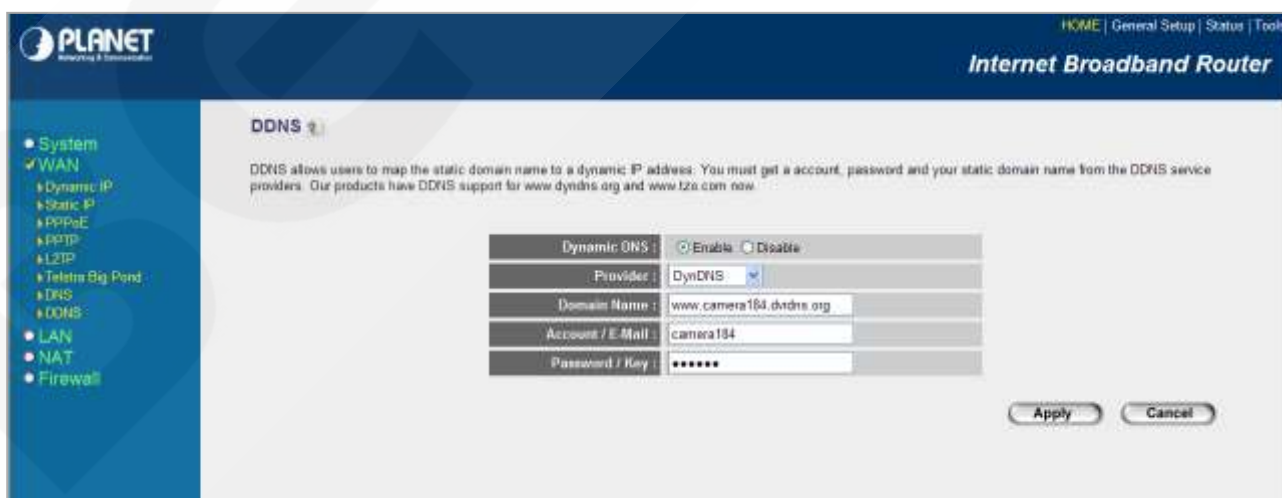 PLANET
Networking & Communication
HOME | General Setup | Status | Tools
Internet Broadband Router
System
WAN
Dynamic IP
Static IP
PPPoE
PPTP
L2TP
Telstra Big Pond
DNS
DDNS
LAN
NAT
Firewall
DDNS
DDNS allows users to map the static domain name to a dynamic IP address. You must get a account, password and your static domain name from the DDNS service
providers. Our products have DDNS support for www.dyndns.org and www.tzo.com now.
Dynamic DNS : Enable Disable
Provider : DynDNS
Domain Name : www.camera184.dvrdns.org
Account / E-Mail : camera184
Password / Key : ••••••
Apply Cancel